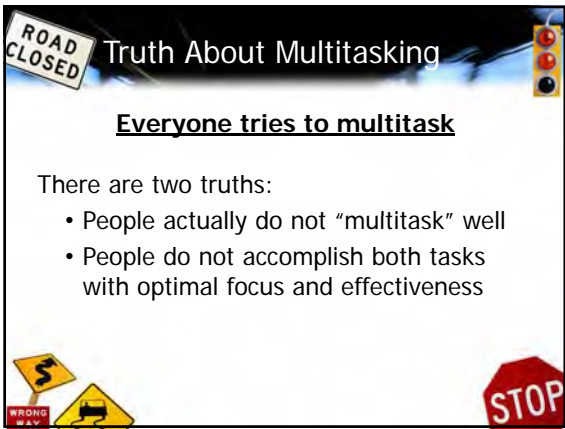 ROAD
CLOSED
Truth About Multitasking
Everyone tries to multitask
There are two truths:
• People actually do not “multitask” well
• People do not accomplish both tasks
with optimal focus and effectiveness
WRONG
WAY
STOP